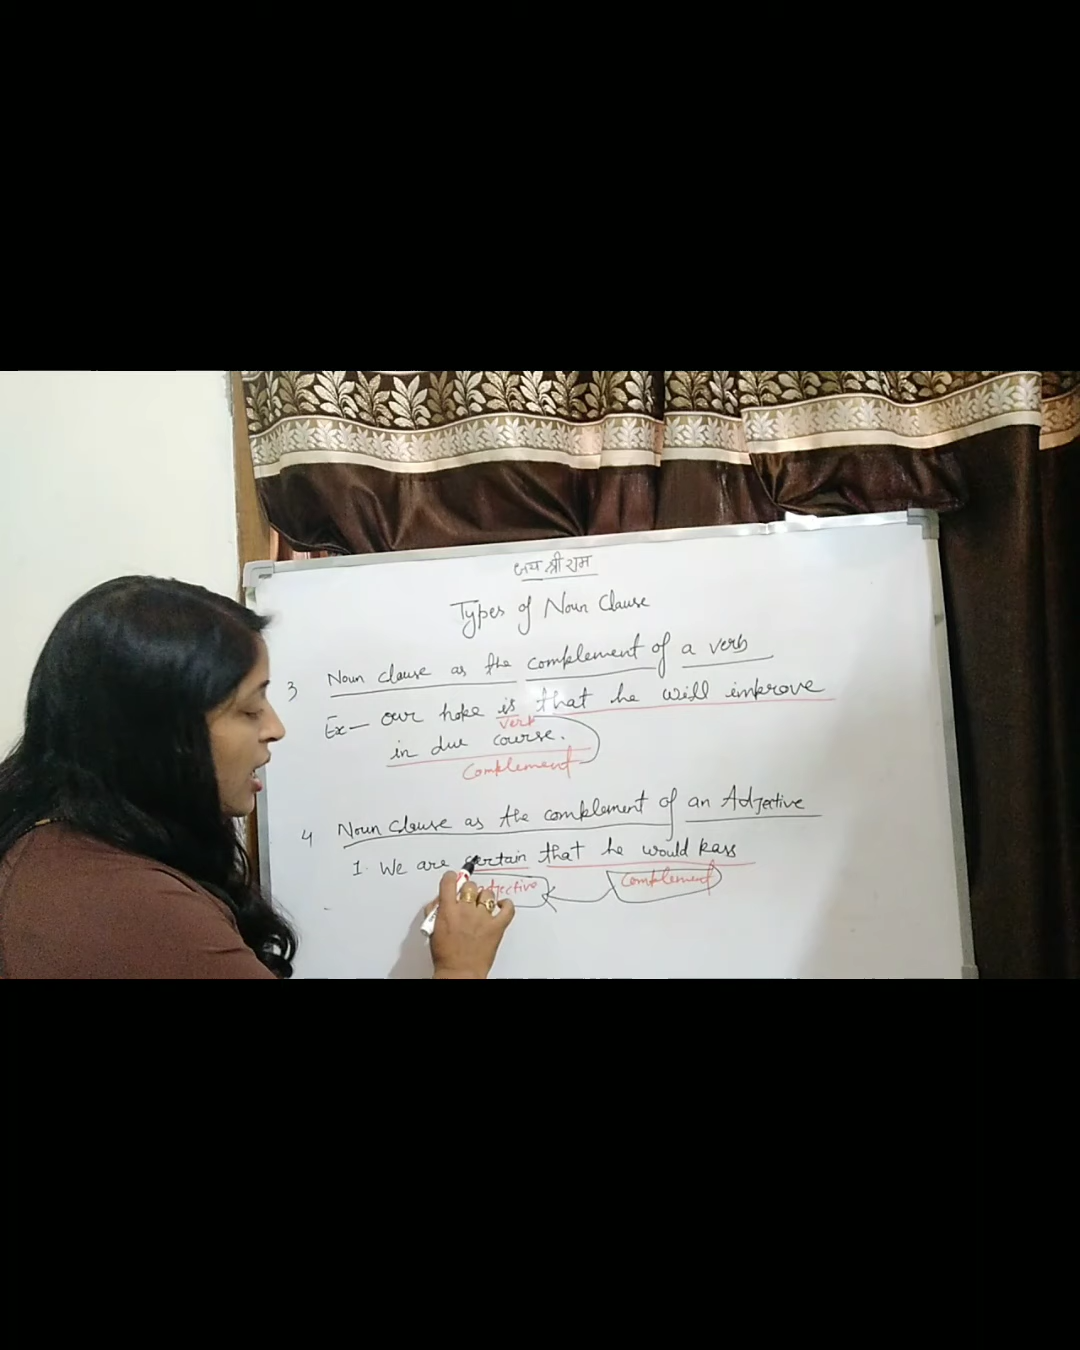 जय श्री राम
Types of Noun Clause
3 Noun clause as the complement of a verb
Ex— our hope is that he will improve
verb
in due course.
Complement
4 Noun Clause as the complement of an Adjective
1. We are certain that he would pass
adjective complement